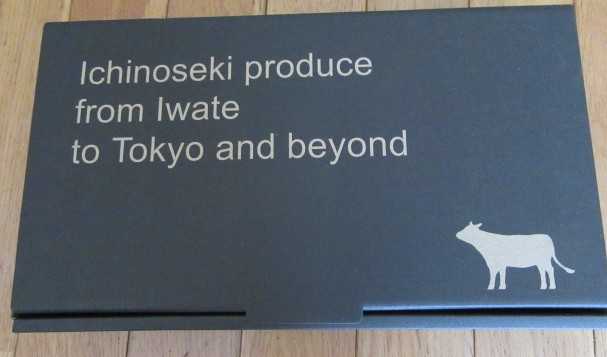 Ichinoseki produce
from Iwate
to Tokyo and beyond